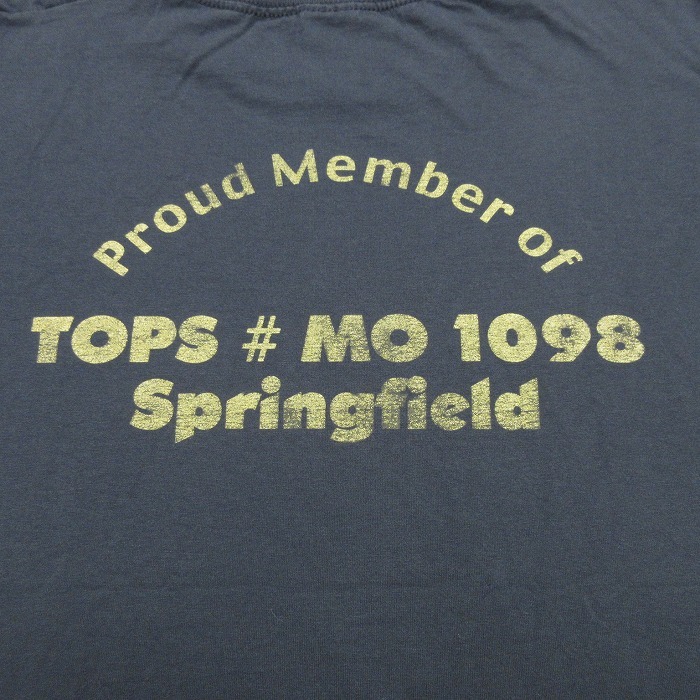 Proud Member of
TOPS # MO 1098
Springfield